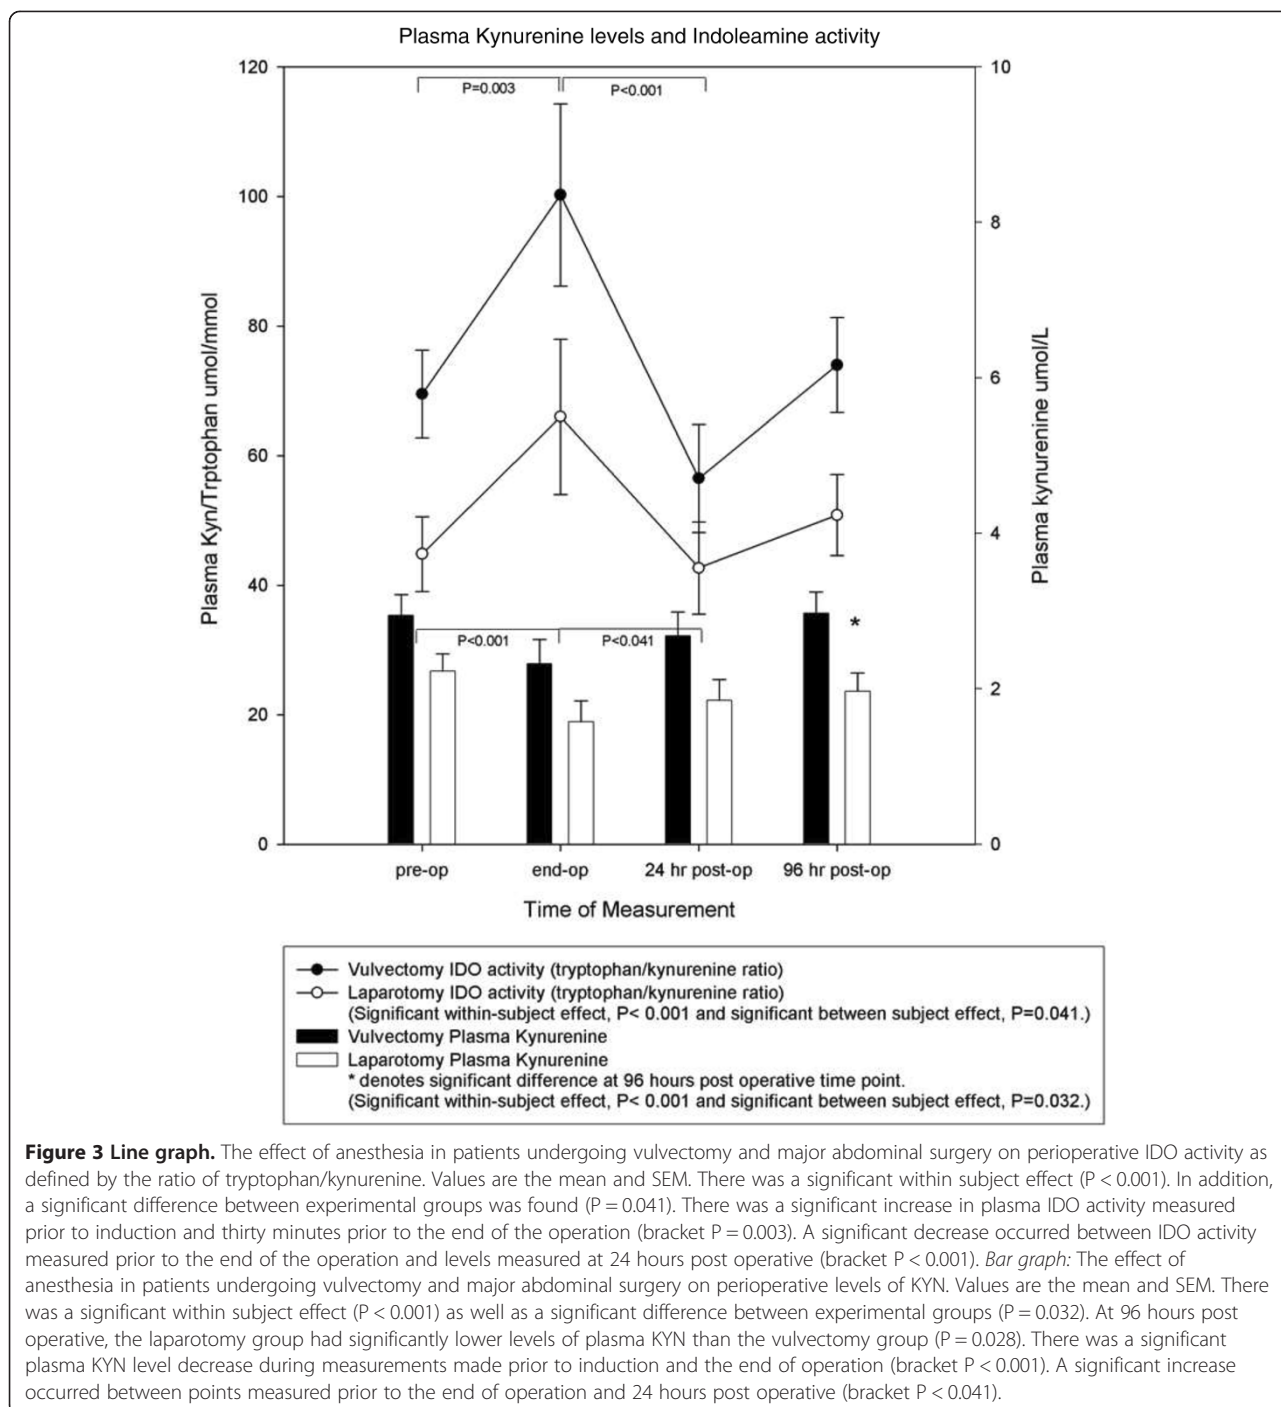 Plasma Kynurenine levels and Indoleamine activity
120
100
80
60
40
20
0
Plasma Kyn/Trptophan umol/mmol
10
8
6
4
2
0
Plasma kynurenine umol/L
P=0.003
P<0.001
P<0.001
P<0.041
*
pre-op
end-op
24 hr post-op
96 hr post-op
Time of Measurement
Vulvectomy IDO activity (tryptophan/kynurenine ratio)
Laparotomy IDO activity (tryptophan/kynurenine ratio)
(Significant within-subject effect, P< 0.001 and significant between subject effect, P=0.041.)
Vulvectomy Plasma Kynurenine
Laparotomy Plasma Kynurenine
* denotes significant difference at 96 hours post operative time point.
(Significant within-subject effect, P< 0.001 and significant between subject effect, P=0.032.)
Figure 3 Line graph. The effect of anesthesia in patients undergoing vulvectomy and major abdominal surgery on perioperative IDO activity as
defined by the ratio of tryptophan/kynurenine. Values are the mean and SEM. There was a significant within subject effect (P < 0.001). In addition,
a significant difference between experimental groups was found (P = 0.041). There was a significant increase in plasma IDO activity measured
prior to induction and thirty minutes prior to the end of the operation (bracket P = 0.003). A significant decrease occurred between IDO activity
measured prior to the end of the operation and levels measured at 24 hours post operative (bracket P < 0.001). Bar graph: The effect of
anesthesia in patients undergoing vulvectomy and major abdominal surgery on perioperative levels of KYN. Values are the mean and SEM. There
was a significant within subject effect (P < 0.001) as well as a significant difference between experimental groups (P = 0.032). At 96 hours post
operative, the laparotomy group had significantly lower levels of plasma KYN than the vulvectomy group (P = 0.028). There was a significant
plasma KYN level decrease during measurements made prior to induction and the end of operation (bracket P < 0.001). A significant increase
occurred between points measured prior to the end of operation and 24 hours post operative (bracket P < 0.041).